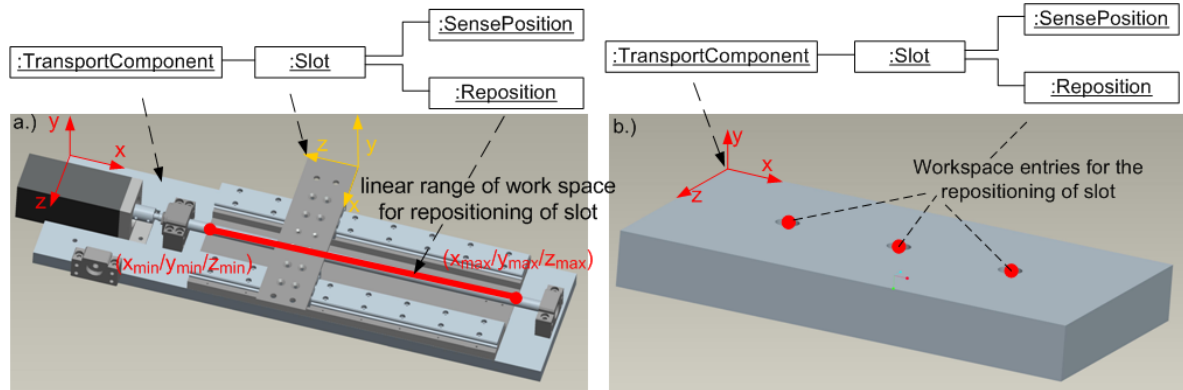 :SensePosition
:TransportComponent
:Slot
:Reposition
a.)
y
x
z
z
y
x
linear range of work space
for repositioning of slot
(xmin/ymin/zmin)
(xmax/ymax/zmax)
:SensePosition
:TransportComponent
:Slot
:Reposition
b.)
y
x
z
Workspace entries for the
repositioning of slot